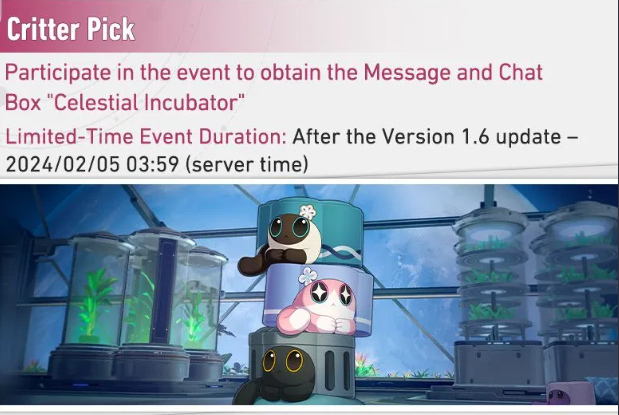 Critter Pick
Participate in the event to obtain the Message and Chat
Box "Celestial Incubator"
Limited-Time Event Duration: After the Version 1.6 update –
2024/02/05 03:59 (server time)